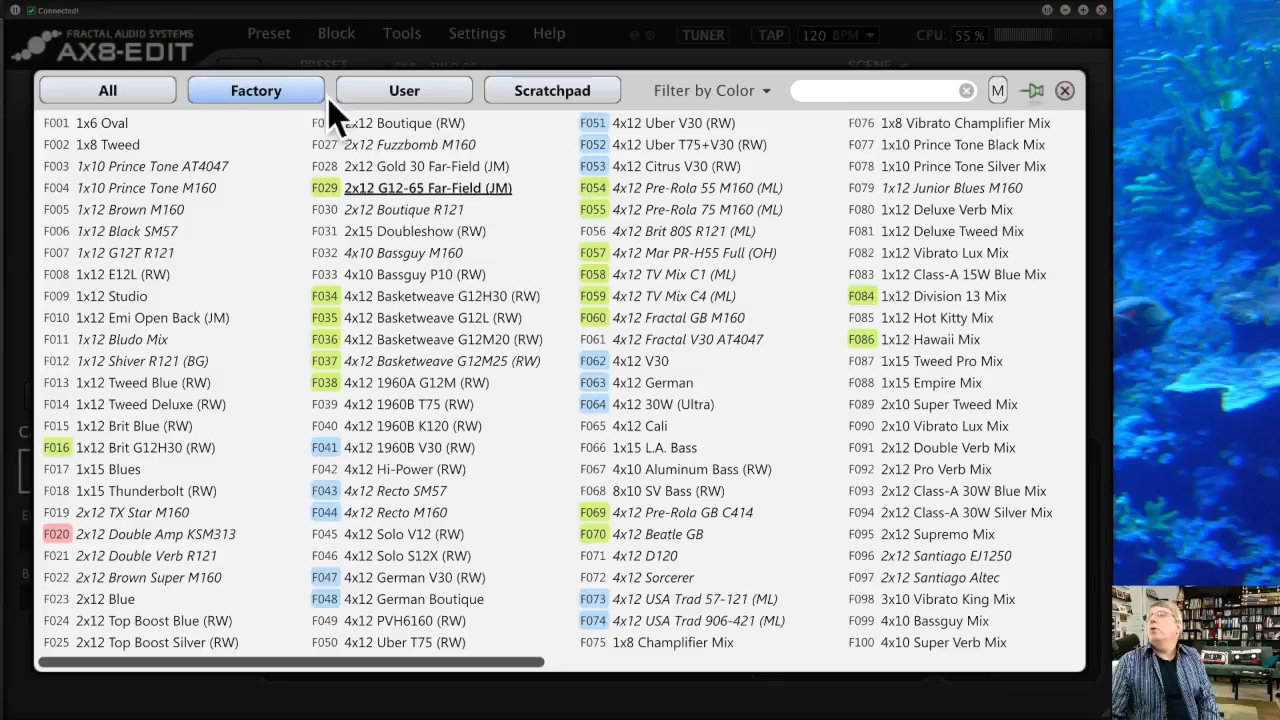 Connected!
FRACTAL AUDIO SYSTEMS
AX8-EDIT
Preset Block Tools Settings Help
TUNER TAP 120 BPM CPU: 55 %
All Factory User Scratchpad Filter by Color M
F001 1x6 Oval
F002 1x8 Tweed
F003 1x10 Prince Tone AT4047
F004 1x10 Prince Tone M160
F005 1x12 Brown M160
F006 1x12 Black SM57
F007 1x12 G12T R121
F008 1x12 E12L (RW)
F009 1x12 Studio
F010 1x12 Emi Open Back (JM)
F011 1x12 Bludo Mix
F012 1x12 Shiver R121 (BG)
F013 1x12 Tweed Blue (RW)
F014 1x12 Tweed Deluxe (RW)
F015 1x12 Brit Blue (RW)
F016 1x12 Brit G12H30 (RW)
F017 1x15 Blues
F018 1x15 Thunderbolt (RW)
F019 2x12 TX Star M160
F020 2x12 Double Amp KSM313
F021 2x12 Double Verb R121
F022 2x12 Brown Super M160
F023 2x12 Blue
F024 2x12 Top Boost Blue (RW)
F025 2x12 Top Boost Silver (RW)
2x12 Boutique (RW)
F027 2x12 Fuzzbomb M160
F028 2x12 Gold 30 Far-Field (JM)
F029 2x12 G12-65 Far-Field (JM)
F030 2x12 Boutique R121
F031 2x15 Doubleshow (RW)
F032 4x10 Bassguy M160
F033 4x10 Bassguy P10 (RW)
F034 4x12 Basketweave G12H30 (RW)
F035 4x12 Basketweave G12L (RW)
F036 4x12 Basketweave G12M20 (RW)
F037 4x12 Basketweave G12M25 (RW)
F038 4x12 1960A G12M (RW)
F039 4x12 1960B T75 (RW)
F040 4x12 1960B K120 (RW)
F041 4x12 1960B V30 (RW)
F042 4x12 Hi-Power (RW)
F043 4x12 Recto SM57
F044 4x12 Recto M160
F045 4x12 Solo V12 (RW)
F046 4x12 Solo S12X (RW)
F047 4x12 German V30 (RW)
F048 4x12 German Boutique
F049 4x12 PVH6160 (RW)
F050 4x12 Uber T75 (RW)
F051 4x12 Uber V30 (RW)
F052 4x12 Uber T75+V30 (RW)
F053 4x12 Citrus V30 (RW)
F054 4x12 Pre-Rola 55 M160 (ML)
F055 4x12 Pre-Rola 75 M160 (ML)
F056 4x12 Brit 80S R121 (ML)
F057 4x12 Mar PR-H55 Full (OH)
F058 4x12 TV Mix C1 (ML)
F059 4x12 TV Mix C4 (ML)
F060 4x12 Fractal GB M160
F061 4x12 Fractal V30 AT4047
F062 4x12 V30
F063 4x12 German
F064 4x12 30W (Ultra)
F065 4x12 Cali
F066 1x15 L.A. Bass
F067 4x10 Aluminum Bass (RW)
F068 8x10 SV Bass (RW)
F069 4x12 Pre-Rola GB C414
F070 4x12 Beatle GB
F071 4x12 D120
F072 4x12 Sorcerer
F073 4x12 USA Trad 57-121 (ML)
F074 4x12 USA Trad 906-421 (ML)
F075 1x8 Champlifier Mix
F076 1x8 Vibrato Champlifier Mix
F077 1x10 Prince Tone Black Mix
F078 1x10 Prince Tone Silver Mix
F079 1x12 Junior Blues M160
F080 1x12 Deluxe Verb Mix
F081 1x12 Deluxe Tweed Mix
F082 1x12 Vibrato Lux Mix
F083 1x12 Class-A 15W Blue Mix
F084 1x12 Division 13 Mix
F085 1x12 Hot Kitty Mix
F086 1x12 Hawaii Mix
F087 1x15 Tweed Pro Mix
F088 1x15 Empire Mix
F089 2x10 Super Tweed Mix
F090 2x10 Vibrato Lux Mix
F091 2x12 Double Verb Mix
F092 2x12 Pro Verb Mix
F093 2x12 Class-A 30W Blue Mix
F094 2x12 Class-A 30W Silver Mix
F095 2x12 Supremo Mix
F096 2x12 Santiago EJ1250
F097 2x12 Santiago Altec
F098 3x10 Vibrato King Mix
F099 4x10 Bassguy Mix
F100 4x10 Super Verb Mix